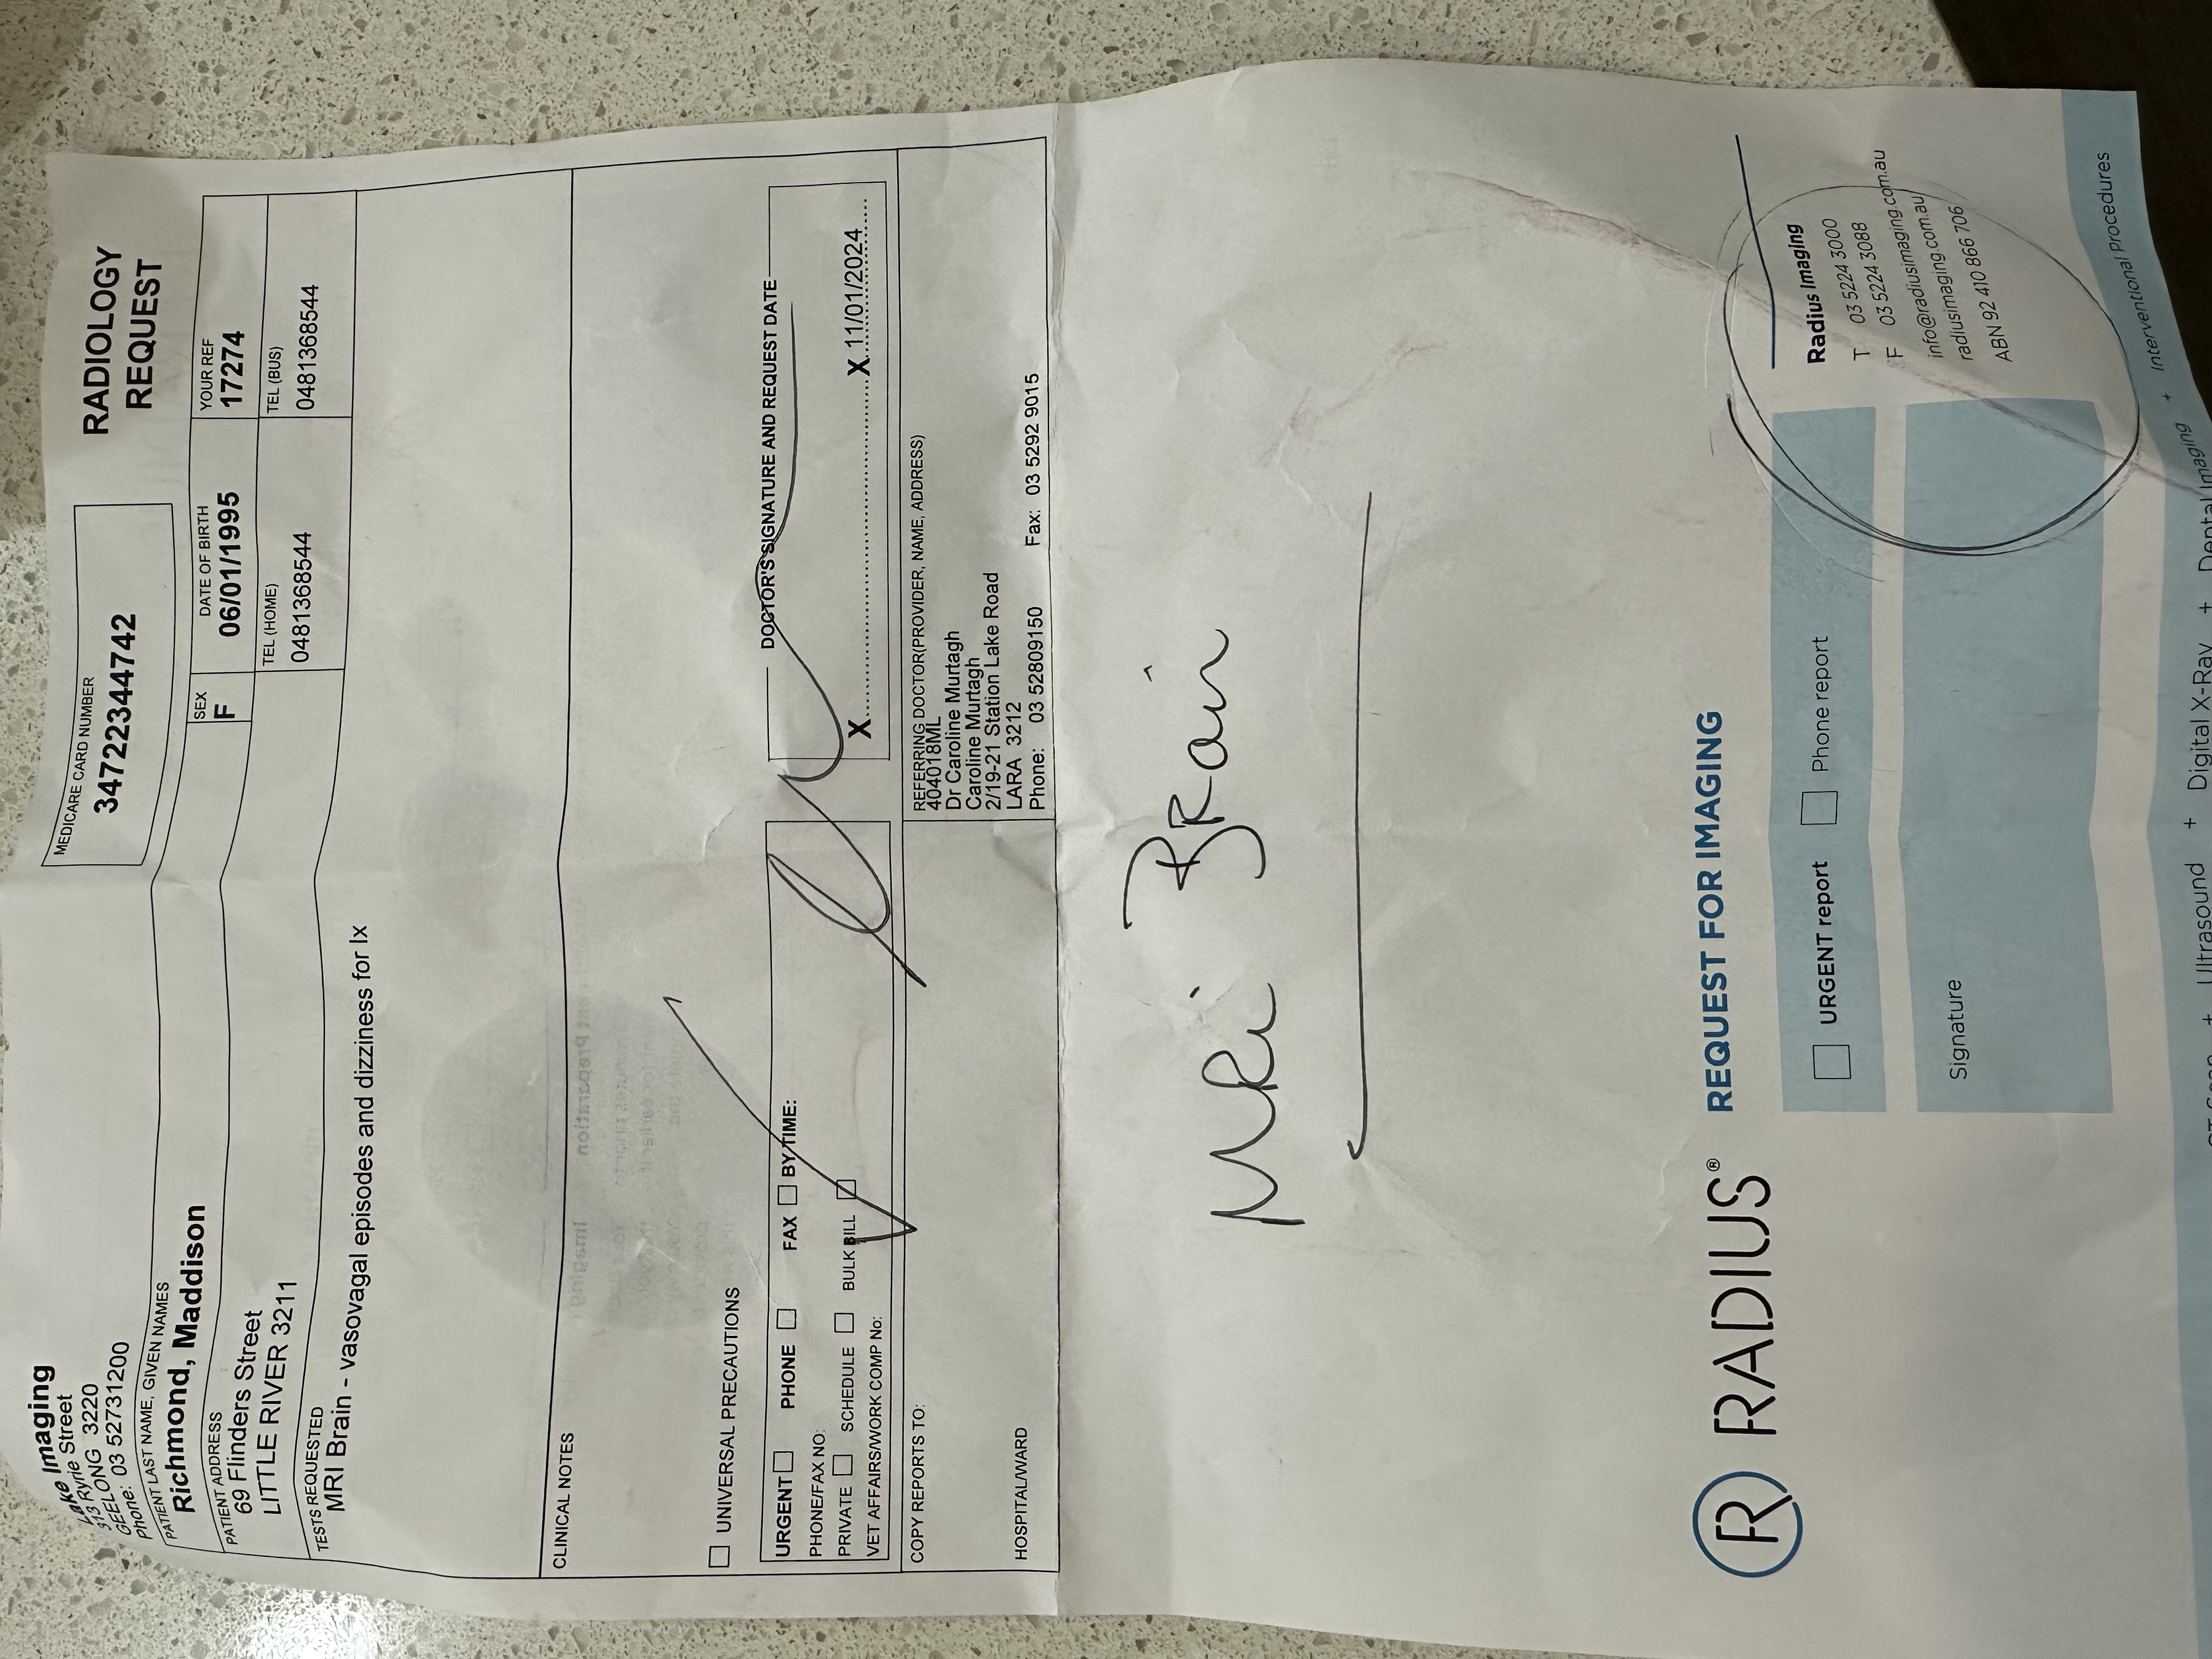 Lake Imaging
313 Ryrie Street
GEELONG 3220
Phone: 03 52731200
MEDICARE CARD NUMBER
34722344742
RADIOLOGY
REQUEST
PATIENT LAST NAME, GIVEN NAMES
Richmond, Maddison
SEX
F
DATE OF BIRTH
06/01/1995
YOUR REF
17274
PATIENT ADDRESS
69 Flinders Street
LITTLE RIVER 3211
TEL (HOME)
0481368544
TEL (BUS)
0481368544
TESTS REQUESTED
MRI Brain - vasovagal episodes and dizziness for Ix
CLINICAL NOTES
UNIVERSAL PRECAUTIONS
URGENT PHONE FAX BY TIME:
PHONE/FAX NO:
PRIVATE SCHEDULE BULK BILL
VET AFFAIRS/WORK COMP No:
DOCTOR'S SIGNATURE AND REQUEST DATE
X X 11/01/2024
COPY REPORTS TO:
HOSPITAL/WARD
REFERRING DOCTOR(PROVIDER, NAME, ADDRESS)
404018ML
Dr Caroline Murtagh
Caroline Murtagh
2/19-21 Station Lake Road
LARA 3212
Phone: 03 52809150 Fax: 03 5292 9015
MRi BRain
RADIUS®
REQUEST FOR IMAGING
URGENT report Phone report
Signature
Radius Imaging
T 03 5224 3000
F 03 5224 3088
info@radiusimaging.com.au
radiusimaging.com.au
ABN 92 410 866 706
Ultrasound + Digital X-Ray + Dental Imaging + Interventional Procedures